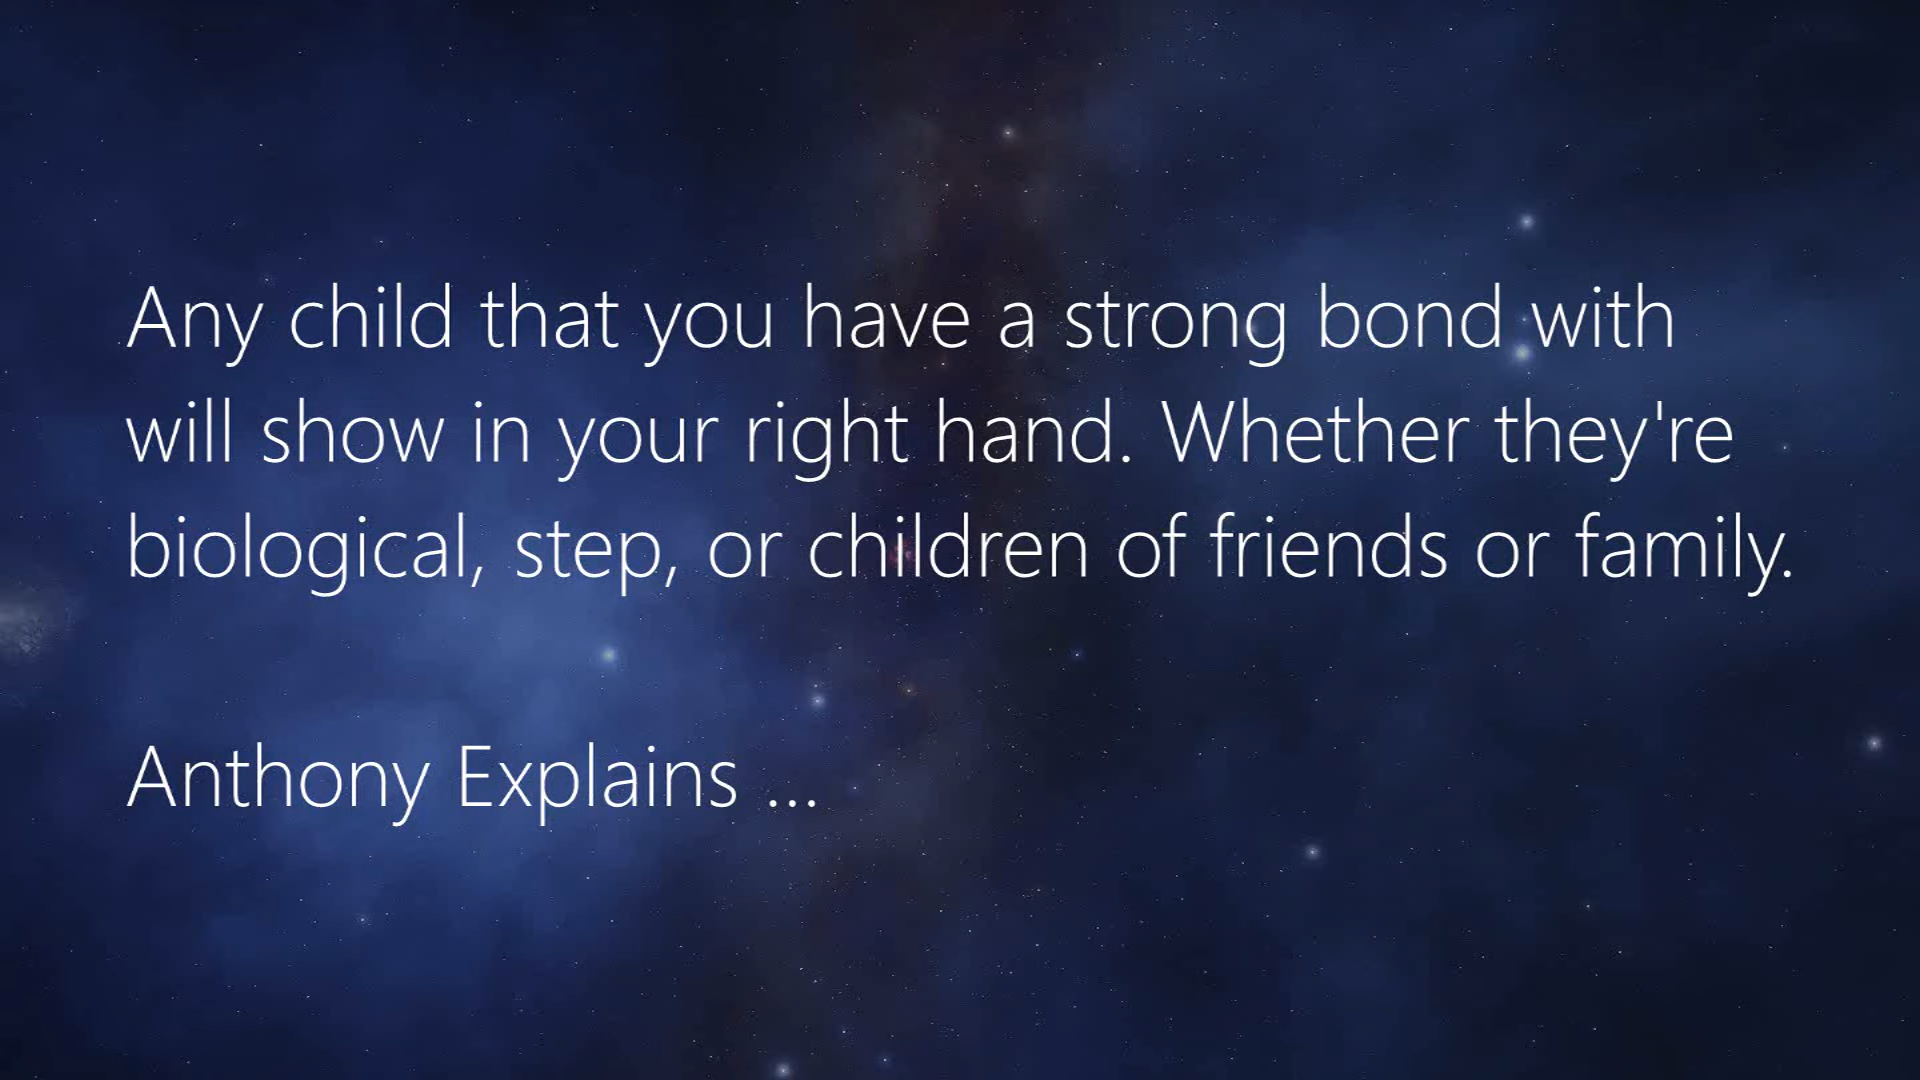 Any child that you have a strong bond with
will show in your right hand. Whether they're
biological, step, or children of friends or family.
Anthony Explains ...